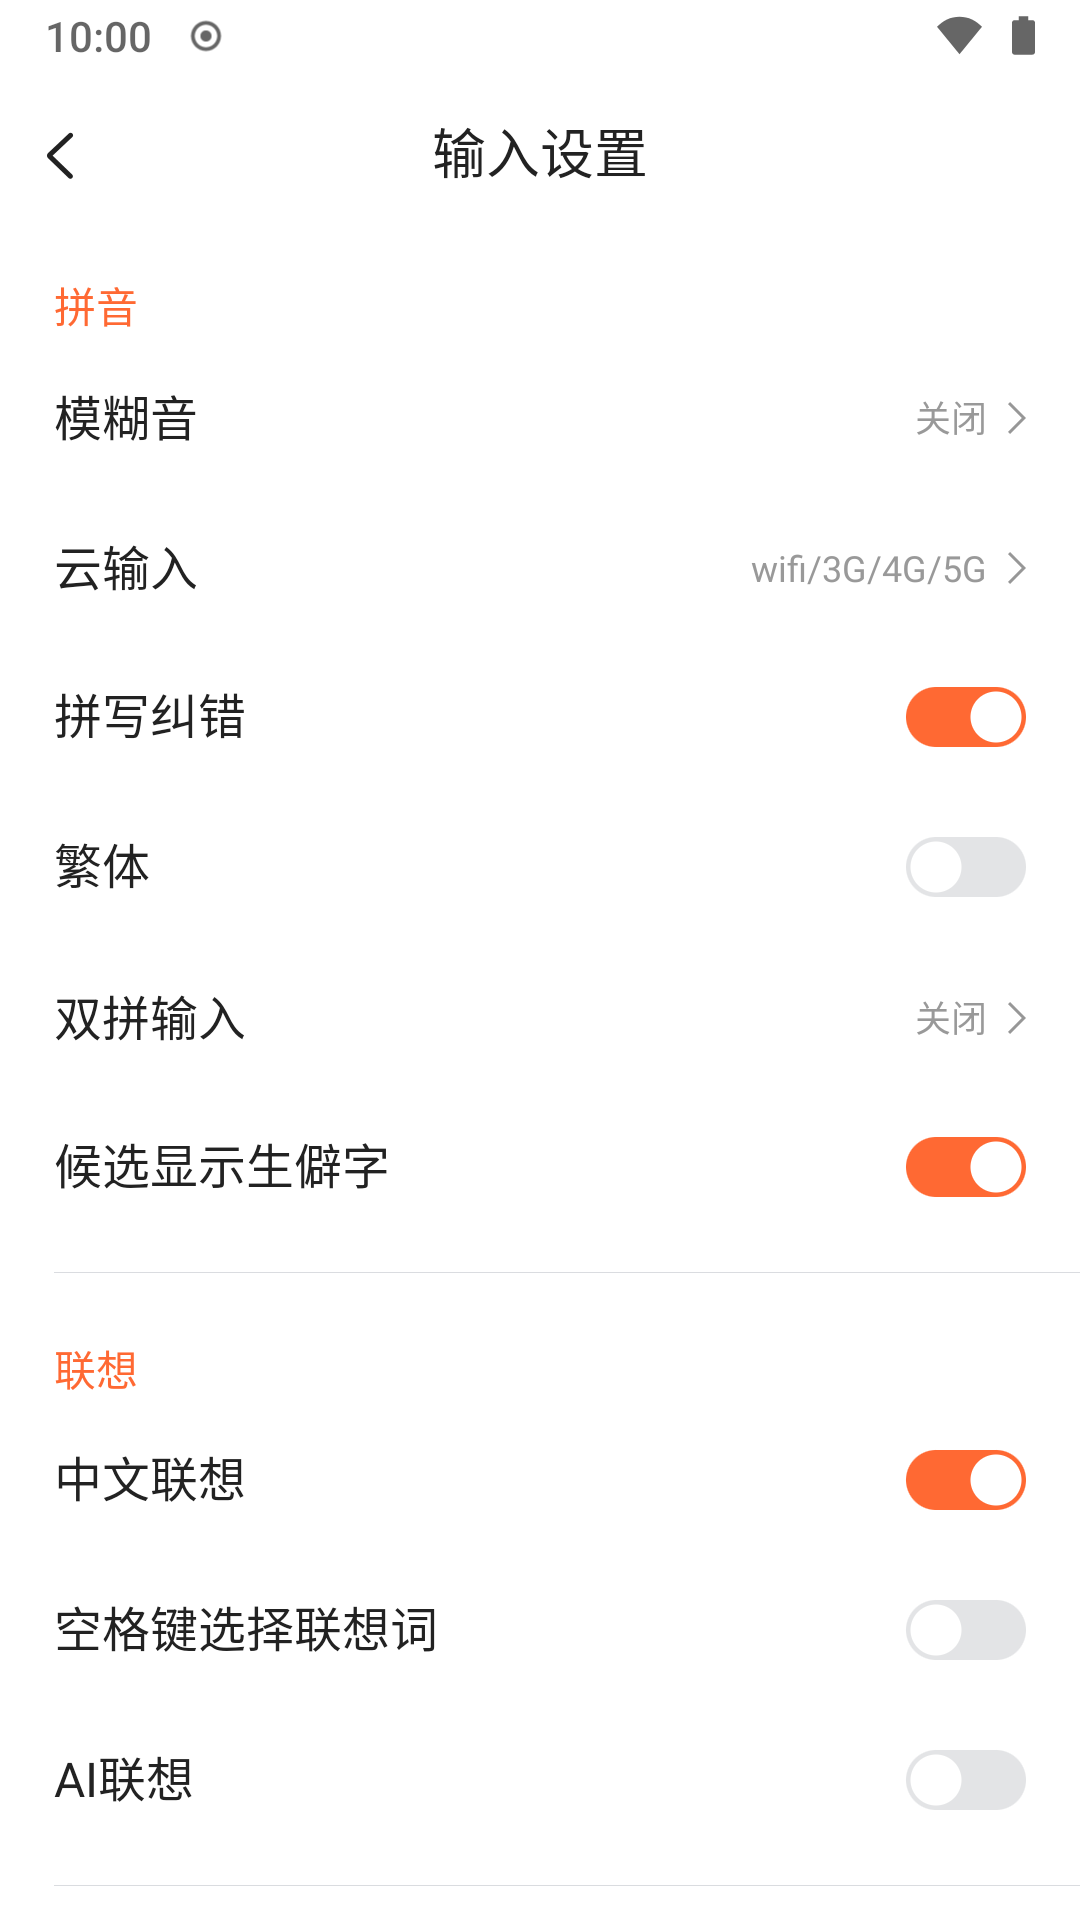 10:00
输入设置
拼音
模糊音 关闭
云输入 wifi/3G/4G/5G
拼写纠错
繁体
双拼输入 关闭
候选显示生僻字
联想
中文联想
空格键选择联想词
AI联想